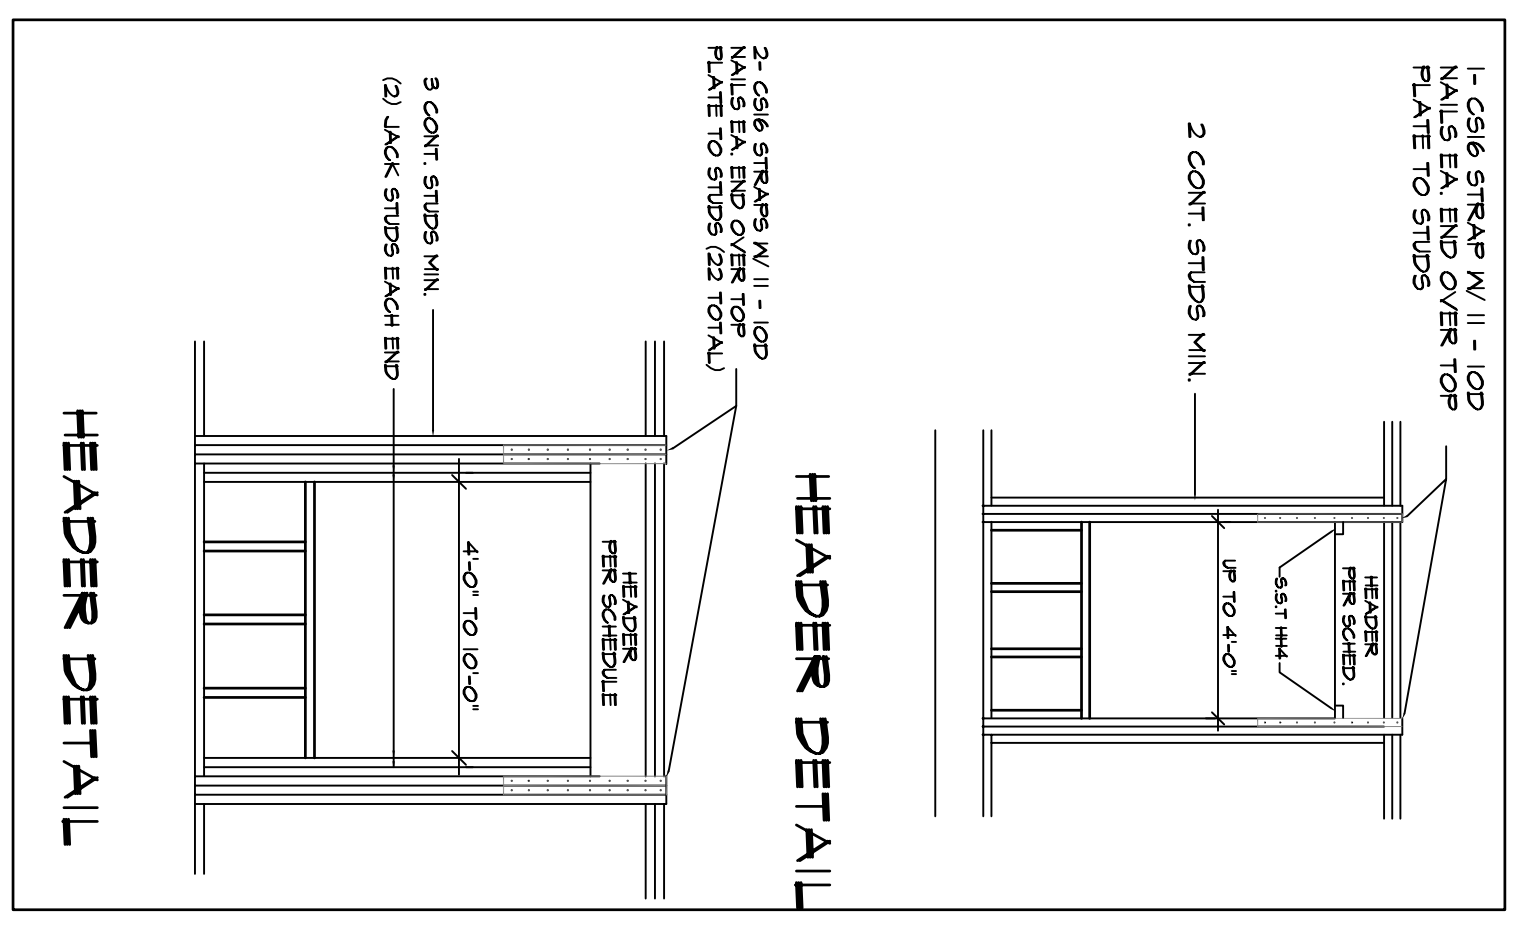 1- CS16 STRAP W/ 11 - 10D
NAILS EA. END OVER TOP
PLATE TO STUDS
2 CONT. STUDS MIN.
HEADER
PER SCHED.
S.S.T HH4
UP TO 4'-0"
HEADER DETAIL
2- CS16 STRAPS W/ 11 - 10D
NAILS EA. END OVER TOP
PLATE TO STUDS (22 TOTAL)
3 CONT. STUDS MIN.
(2) JACK STUDS EACH END
HEADER
PER SCHEDULE
4'-0" TO 10'-0"
HEADER DETAIL